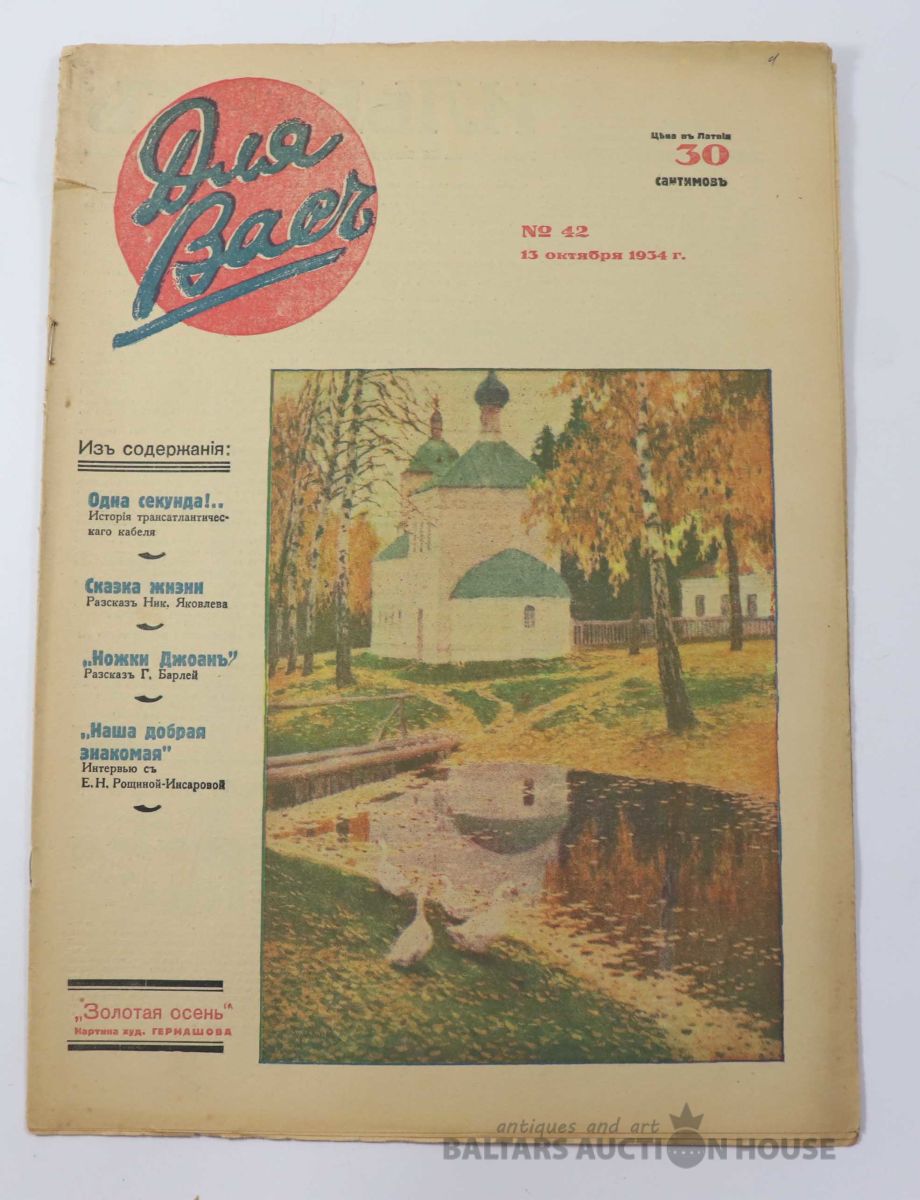 Для
Васъ
Цѣна въ Латвіи
30
сантимовъ
№ 42
13 октября 1934 г.
Изъ содержанія:
Одна секунда!..
Исторія трансатлантичес-
каго кабеля
Сказка жизни
Разсказъ Ник. Яковлева
„Ножки Джоанъ"
Разсказъ Г. Барлей
„Наша добрая
знакомая"
Интервью съ
Е. Н. Рощиной-Инсаровой
„Золотая осень"
Картина худ. ГЕРМАШОВА
antiques and art
BALTARS AUCTION HOUSE